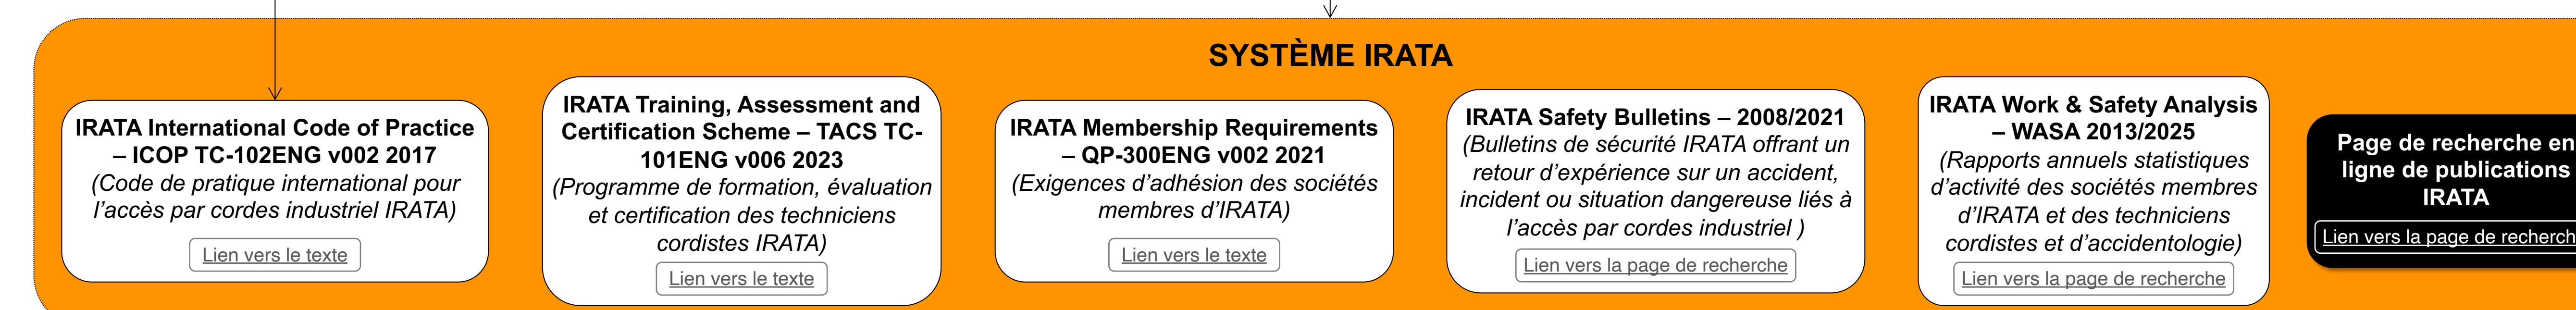 SYSTÈME IRATA
IRATA International Code of Practice
– ICOP TC-102ENG v002 2017
(Code de pratique international pour
l’accès par cordes industriel IRATA)
Lien vers le texte
IRATA Training, Assessment and
Certification Scheme – TACS TC-
101ENG v006 2023
(Programme de formation, évaluation
et certification des techniciens
cordistes IRATA)
Lien vers le texte
IRATA Membership Requirements
– QP-300ENG v002 2021
(Exigences d’adhésion des sociétés
membres d’IRATA)
Lien vers le texte
IRATA Safety Bulletins – 2008/2021
(Bulletins de sécurité IRATA offrant un
retour d’expérience sur un accident,
incident ou situation dangereuse liés à
l’accès par cordes industriel )
Lien vers la page de recherche
IRATA Work & Safety Analysis
– WASA 2013/2025
(Rapports annuels statistiques
d’activité des sociétés membres
d’IRATA et des techniciens
cordistes et d’accidentologie)
Lien vers la page de recherche
Page de recherche en
ligne de publications
IRATA
Lien vers la page de recherch